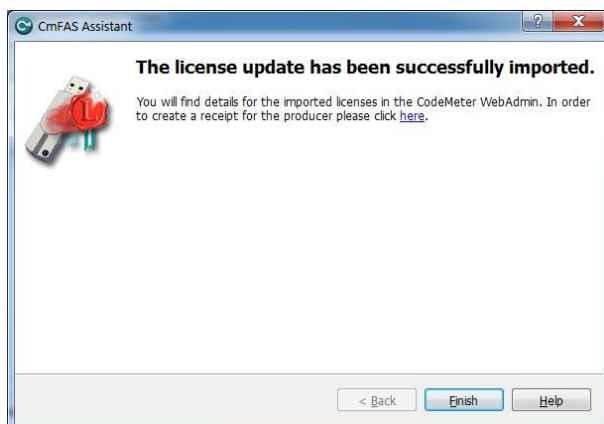 CmFAS Assistant
The license update has been successfully imported.
You will find details for the imported licenses in the CodeMeter WebAdmin. In order
to create a receipt for the producer please click here.
< Back Finish Help